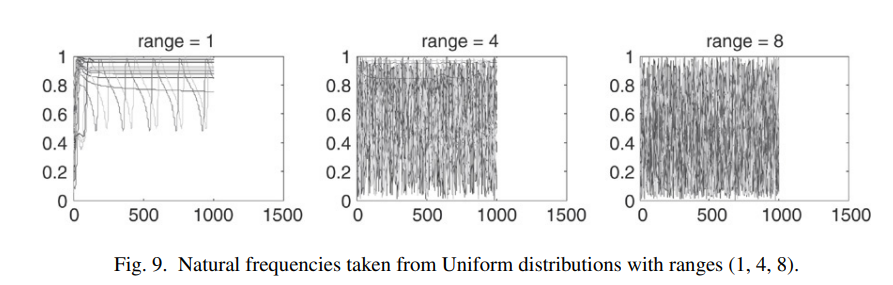 range = 1
1
0.8
0.6
0.4
0.2
0
0 500 1000 1500
range = 4
1
0.8
0.6
0.4
0.2
0
0 500 1000 1500
range = 8
1
0.8
0.6
0.4
0.2
0
0 500 1000 1500
Fig. 9. Natural frequencies taken from Uniform distributions with ranges (1, 4, 8).